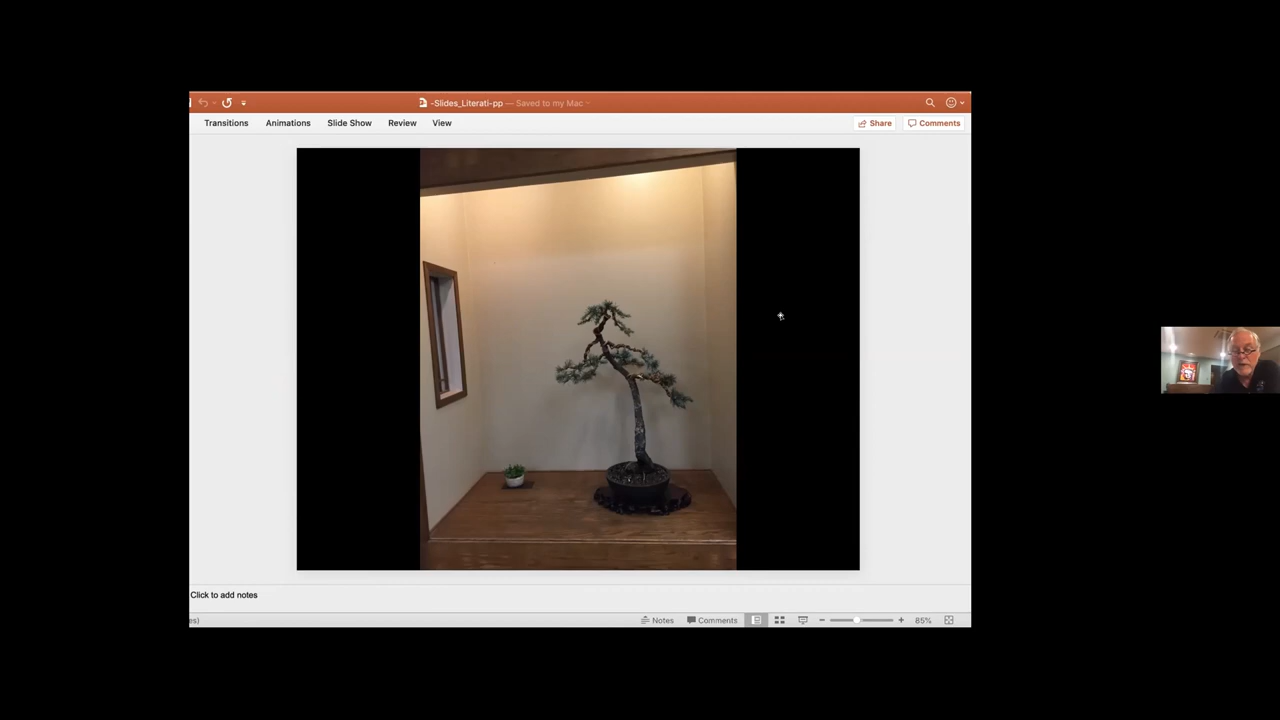 -Slides_Literati-pp — Saved to my Mac
Transitions Animations Slide Show Review View Share Comments
Click to add notes
es) Notes Comments 85%